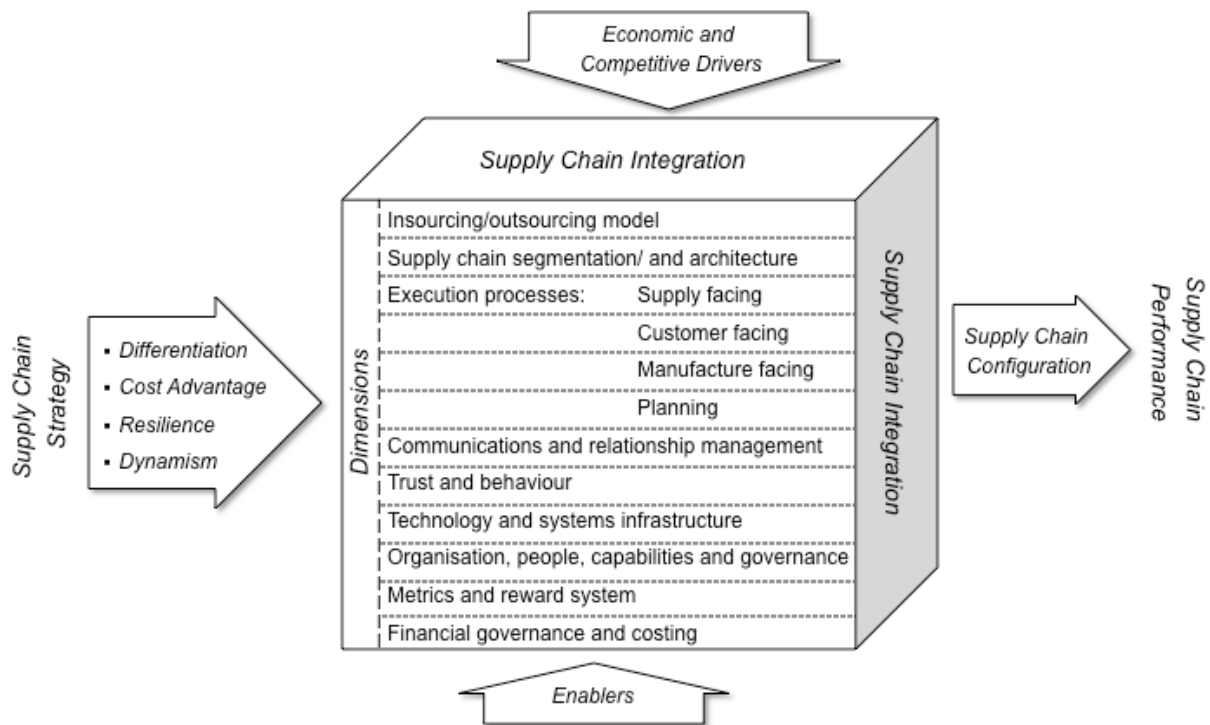 Economic and
Competitive Drivers
Supply Chain Integration
Supply Chain
Strategy
▪ Differentiation
▪ Cost Advantage
▪ Resilience
▪ Dynamism
Dimensions
Insourcing/outsourcing model
Supply chain segmentation/ and architecture
Execution processes: Supply facing
Customer facing
Manufacture facing
Planning
Communications and relationship management
Trust and behaviour
Technology and systems infrastructure
Organisation, people, capabilities and governance
Metrics and reward system
Financial governance and costing
Supply Chain Integration
Supply Chain
Configuration
Supply Chain
Performance
Enablers